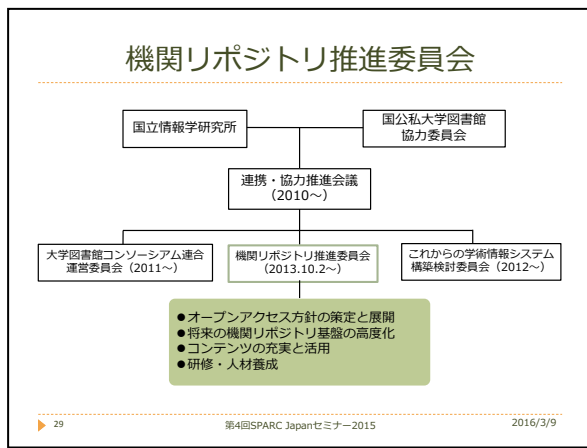 機関リポジトリ推進委員会
国立情報学研究所
国公私大学図書館
協力委員会
連携・協力推進会議
（2010～）
大学図書館コンソーシアム連合
運営委員会（2011～）
機関リポジトリ推進委員会
（2013.10.2～）
これからの学術情報システム
構築検討委員会（2012～）
●オープンアクセス方針の策定と展開
●将来の機関リポジトリ基盤の高度化
●コンテンツの充実と活用
●研修・人材養成
29
第4回SPARC Japanセミナー2015
2016/3/9